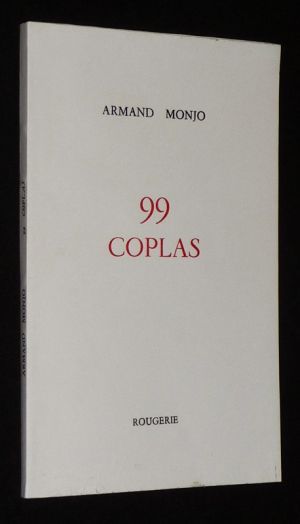 ARMAND MONJO
99
COPLAS
ROUGERIE
ARMAND MONJO 99 COPLAS